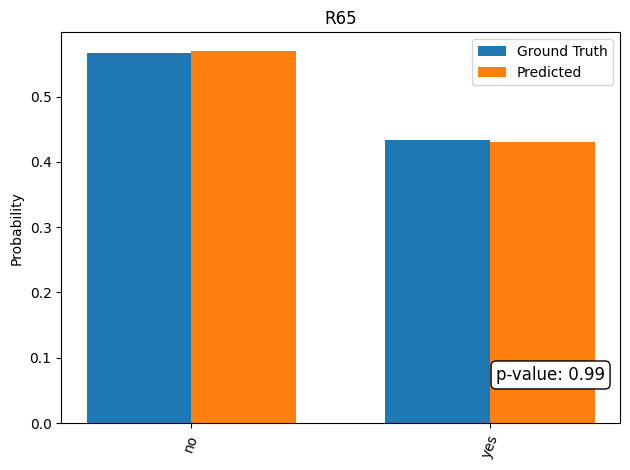 R65
Ground Truth
Predicted
Probability
0.5
0.4
0.3
0.2
0.1
0.0
p-value: 0.99
no
yes